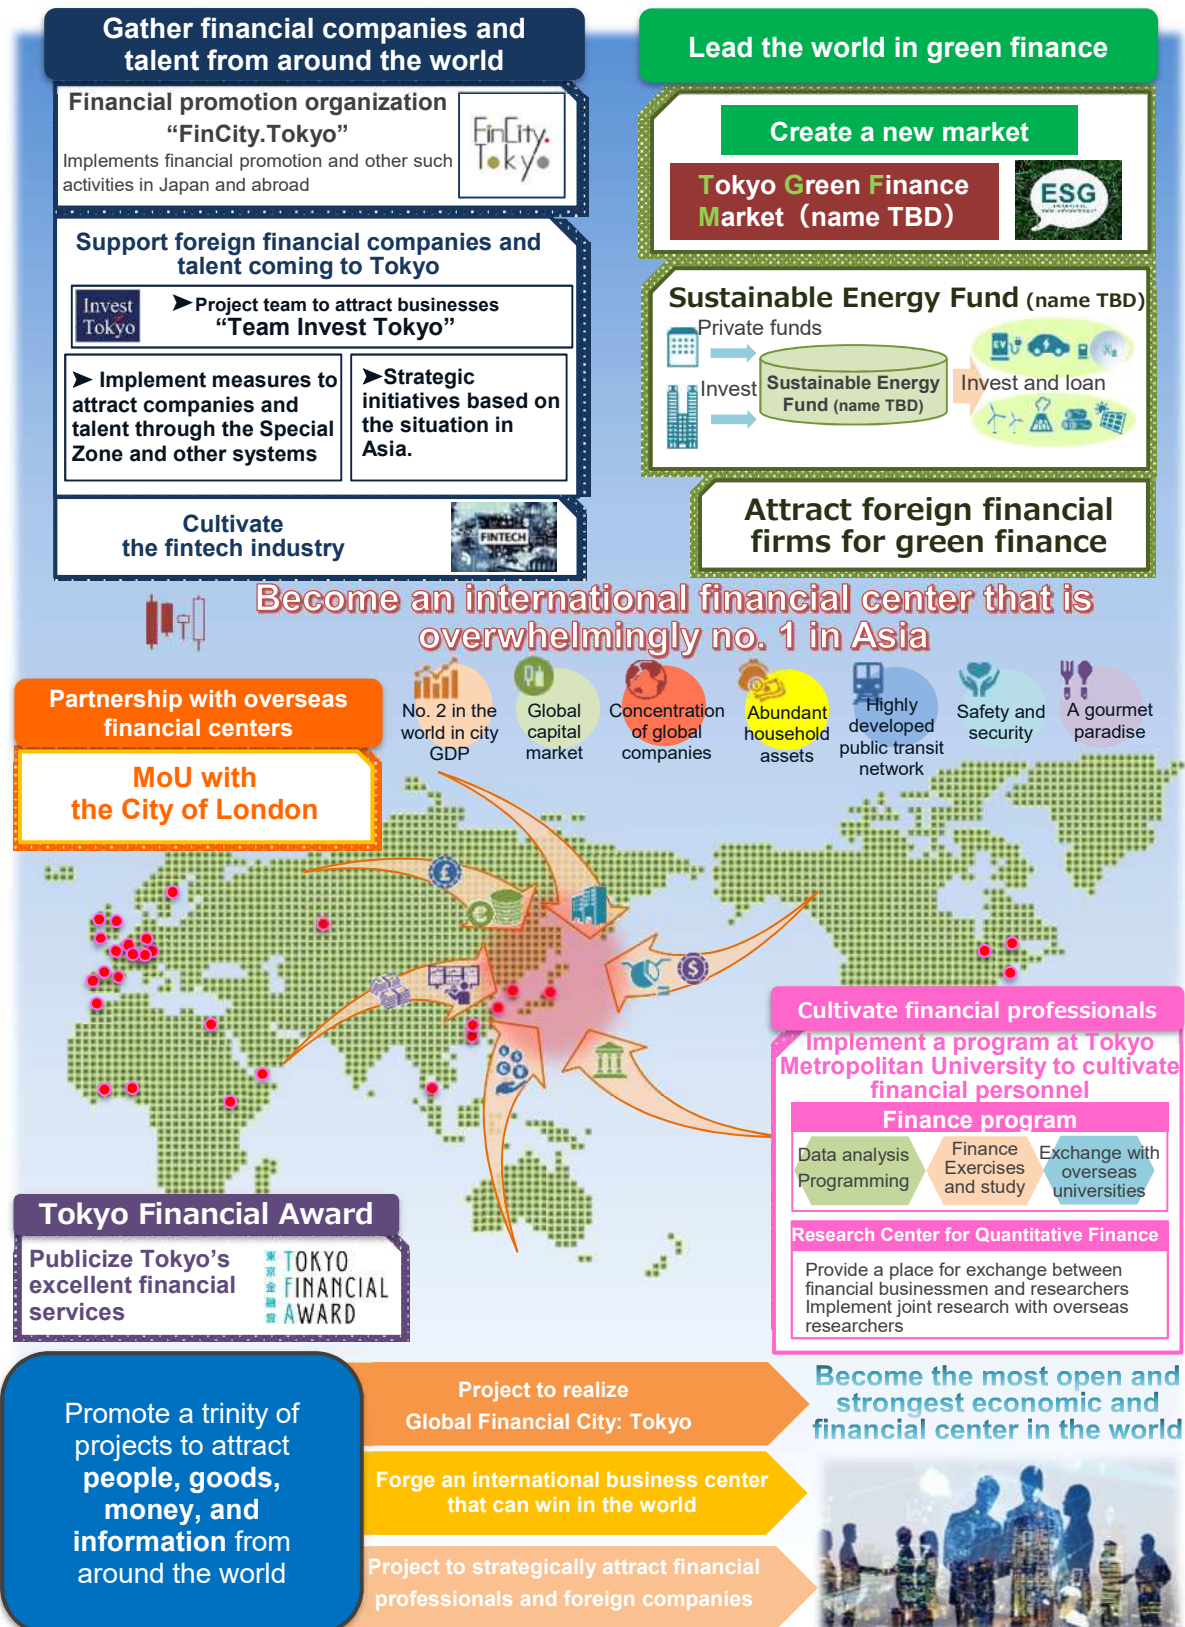 Gather financial companies and
talent from around the world
Financial promotion organization
“FinCity.Tokyo”
Implements financial promotion and other such
activities in Japan and abroad
FinCity.
Tokyo
Support foreign financial companies and
talent coming to Tokyo
Invest
Tokyo
➤Project team to attract businesses
“Team Invest Tokyo”
➤ Implement measures to
attract companies and
talent through the Special
Zone and other systems
➤Strategic
initiatives based on
the situation in
Asia.
Cultivate
the fintech industry
FINTECH
Lead the world in green finance
Create a new market
Tokyo Green Finance
Market（name TBD）
ESG
Sustainable Energy Fund (name TBD)
Private funds
Invest
Sustainable Energy
Fund (name TBD)
EV
Invest and loan
Attract foreign financial
firms for green finance
Become an international financial center that is
overwhelmingly no. 1 in Asia
Partnership with overseas
financial centers
MoU with
the City of London
No. 2 in the
world in city
GDP
Global
capital
market
Concentration
of global
companies
Abundant
household
assets
Highly
developed
public transit
network
Safety and
security
A gourmet
paradise
£
€
$
Cultivate financial professionals
Implement a program at Tokyo
Metropolitan University to cultivate
financial personnel
Finance program
Data analysis
Programming
Finance
Exercises
and study
Exchange with
overseas
universities
Research Center for Quantitative Finance
Provide a place for exchange between
financial businessmen and researchers
Implement joint research with overseas
researchers
Tokyo Financial Award
Publicize Tokyo’s
excellent financial
services
東京金融賞
TOKYO
FINANCIAL
AWARD
Promote a trinity of
projects to attract
people, goods,
money, and
information from
around the world
Project to realize
Global Financial City: Tokyo
Forge an international business center
that can win in the world
Project to strategically attract financial
professionals and foreign companies
Become the most open and
strongest economic and
financial center in the world